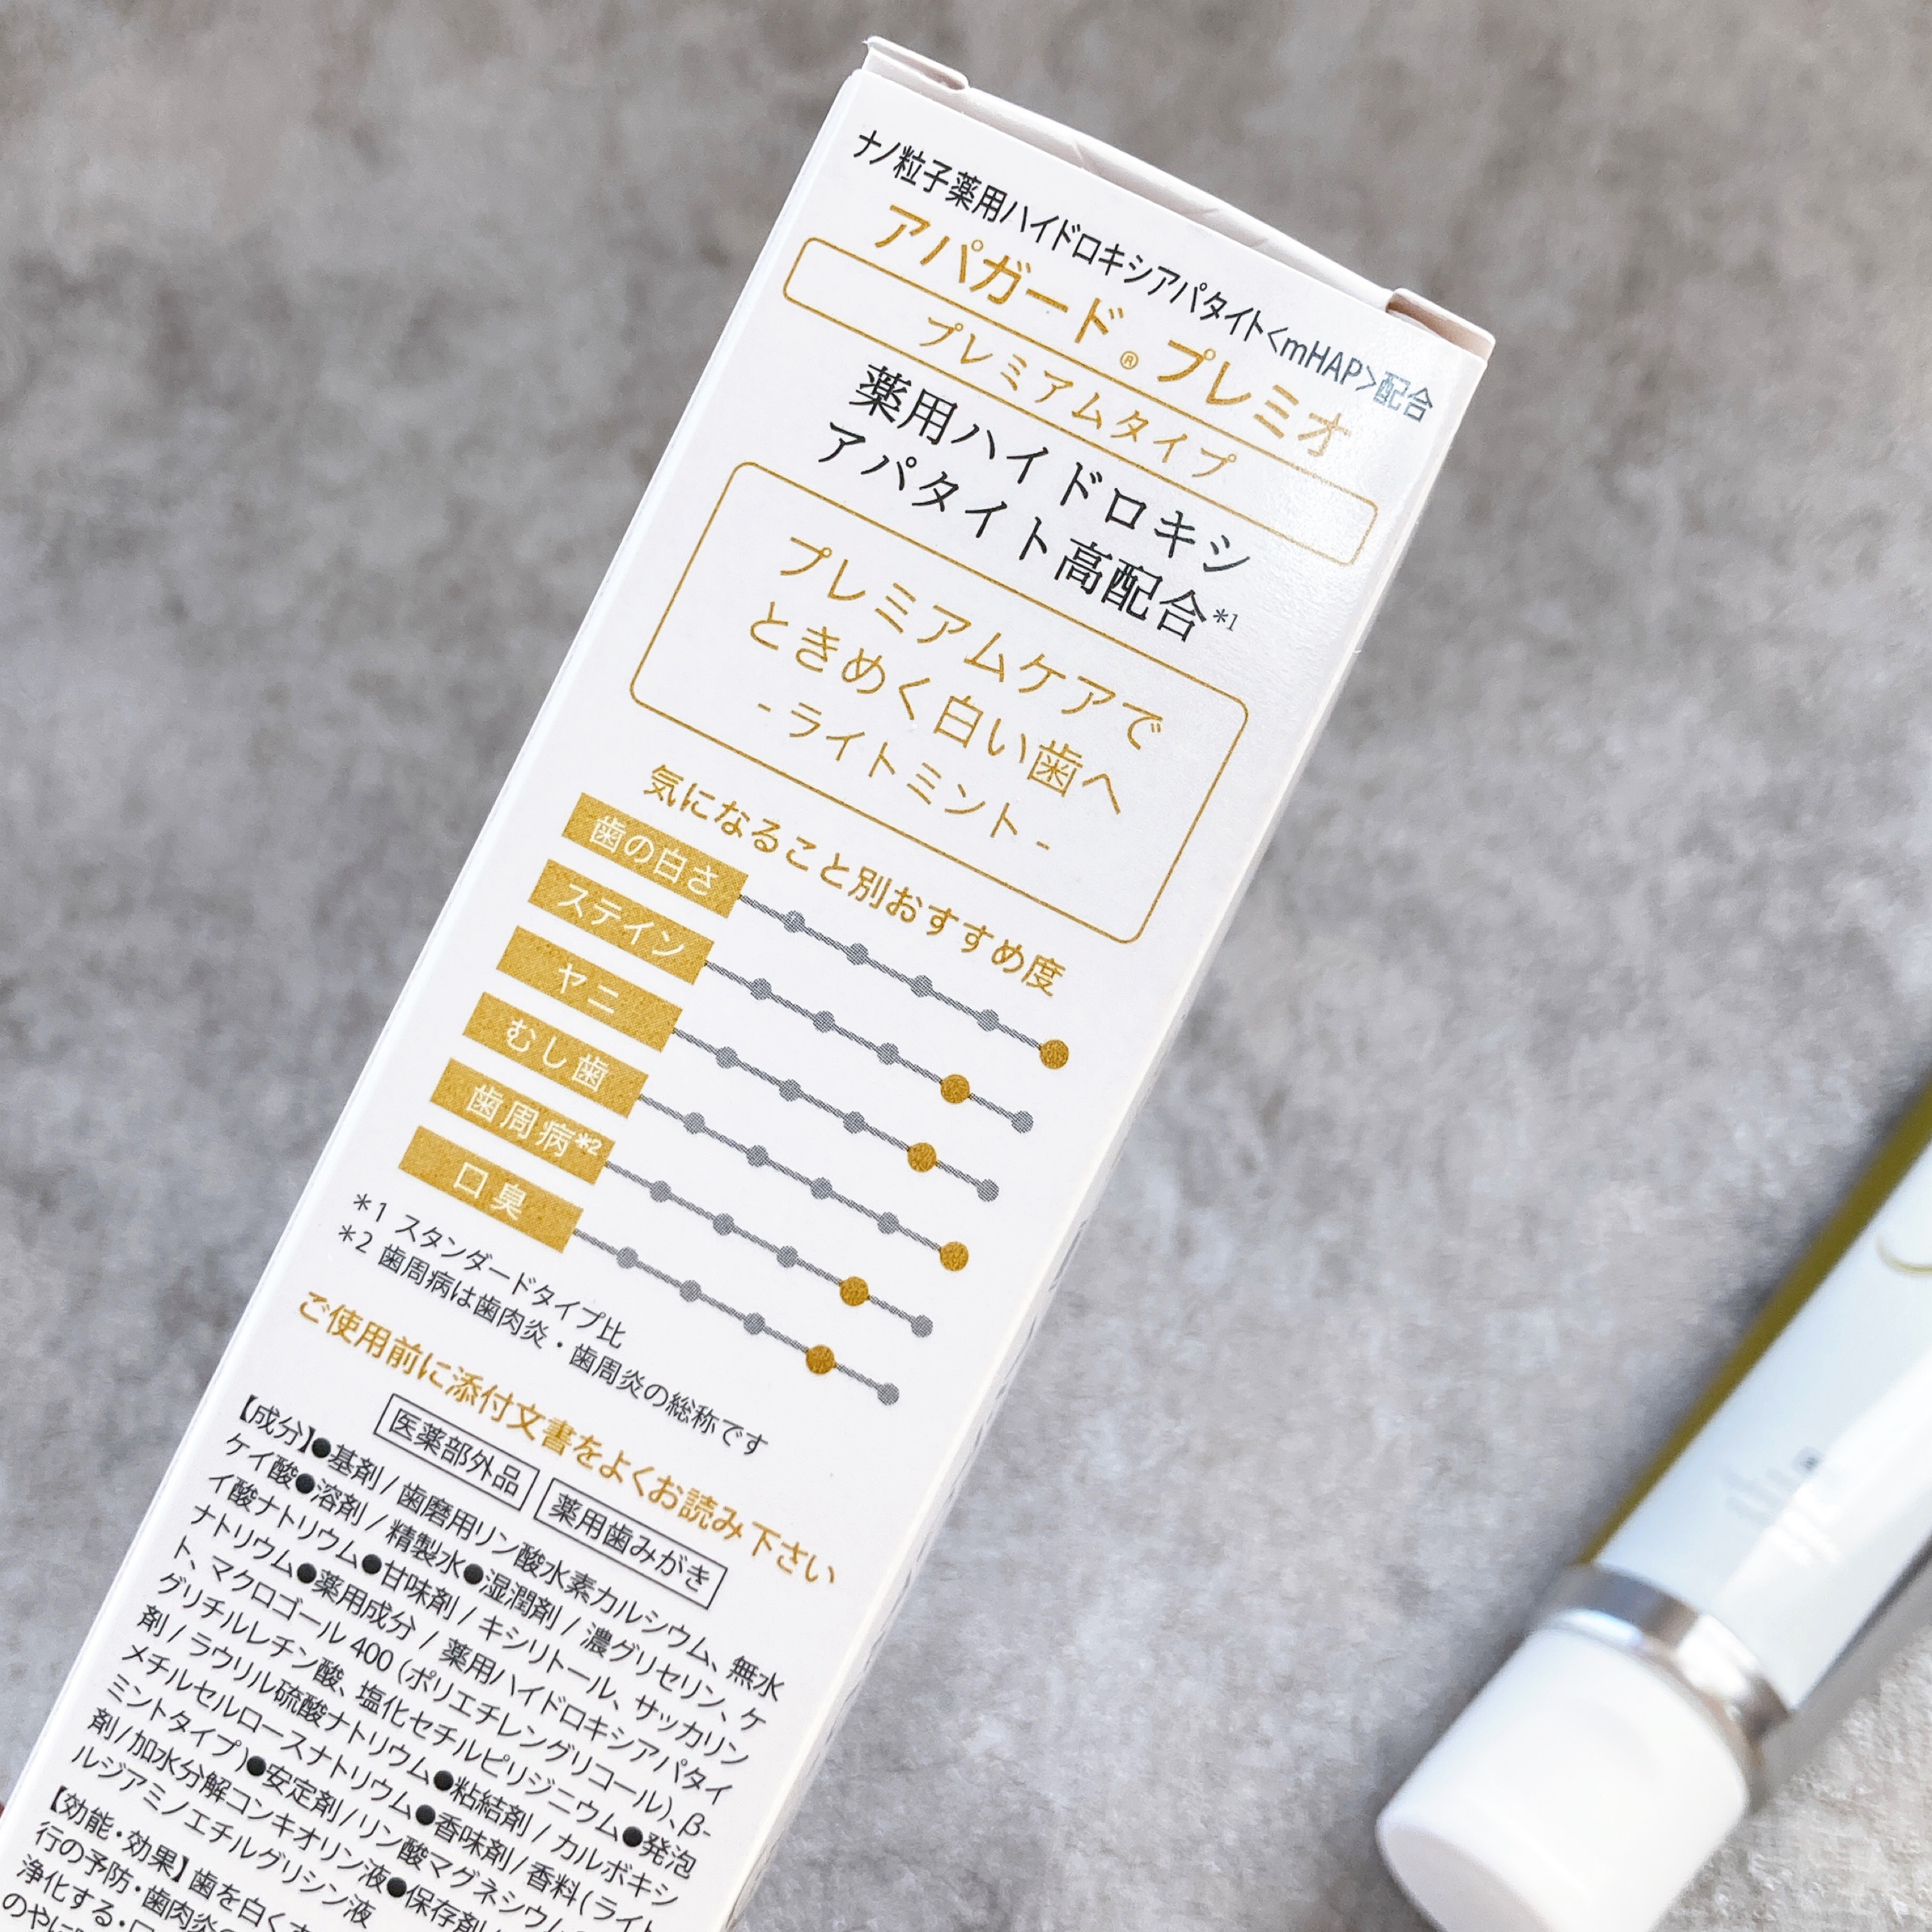 ナノ粒子薬用ハイドロキシアパタイト<mHAP>配合
アパガード®プレミオ
プレミアムタイプ
薬用ハイドロキシ
アパタイト高配合*1
プレミアムケアで
ときめく白い歯へ
- ライトミント -
気になること別おすすめ度
歯の白さ
ステイン
ヤニ
むし歯
歯周病*2
口臭
*1 スタンダードタイプ比
*2 歯周病は歯肉炎・歯周炎の総称です
ご使用前に添付文書をよくお読み下さい
医薬部外品 薬用歯みがき
【成分】●基剤/歯磨用リン酸水素カルシウム、無水
ケイ酸●溶剤/精製水●湿潤剤/濃グリセリン、ケ
イ酸ナトリウム●甘味剤/キシリトール、サッカリン
ナトリウム●薬用成分/薬用ハイドロキシアパタイ
ト、マクロゴール400(ポリエチレングリコール)、β-
グリチルレチン酸、塩化セチルピリジニウム●発泡
剤/ラウリル硫酸ナトリウム●粘結剤/カルボキシ
メチルセルロースナトリウム●香味剤/香料(ライト
ミントタイプ)●安定剤/リン酸マグネシウム
剤/加水分解コンキオリン液●保存剤
ルジアミノエチルグリシン液
【効能・効果】歯を白くす
行の予防・歯肉炎の
浄化する・口
のやに